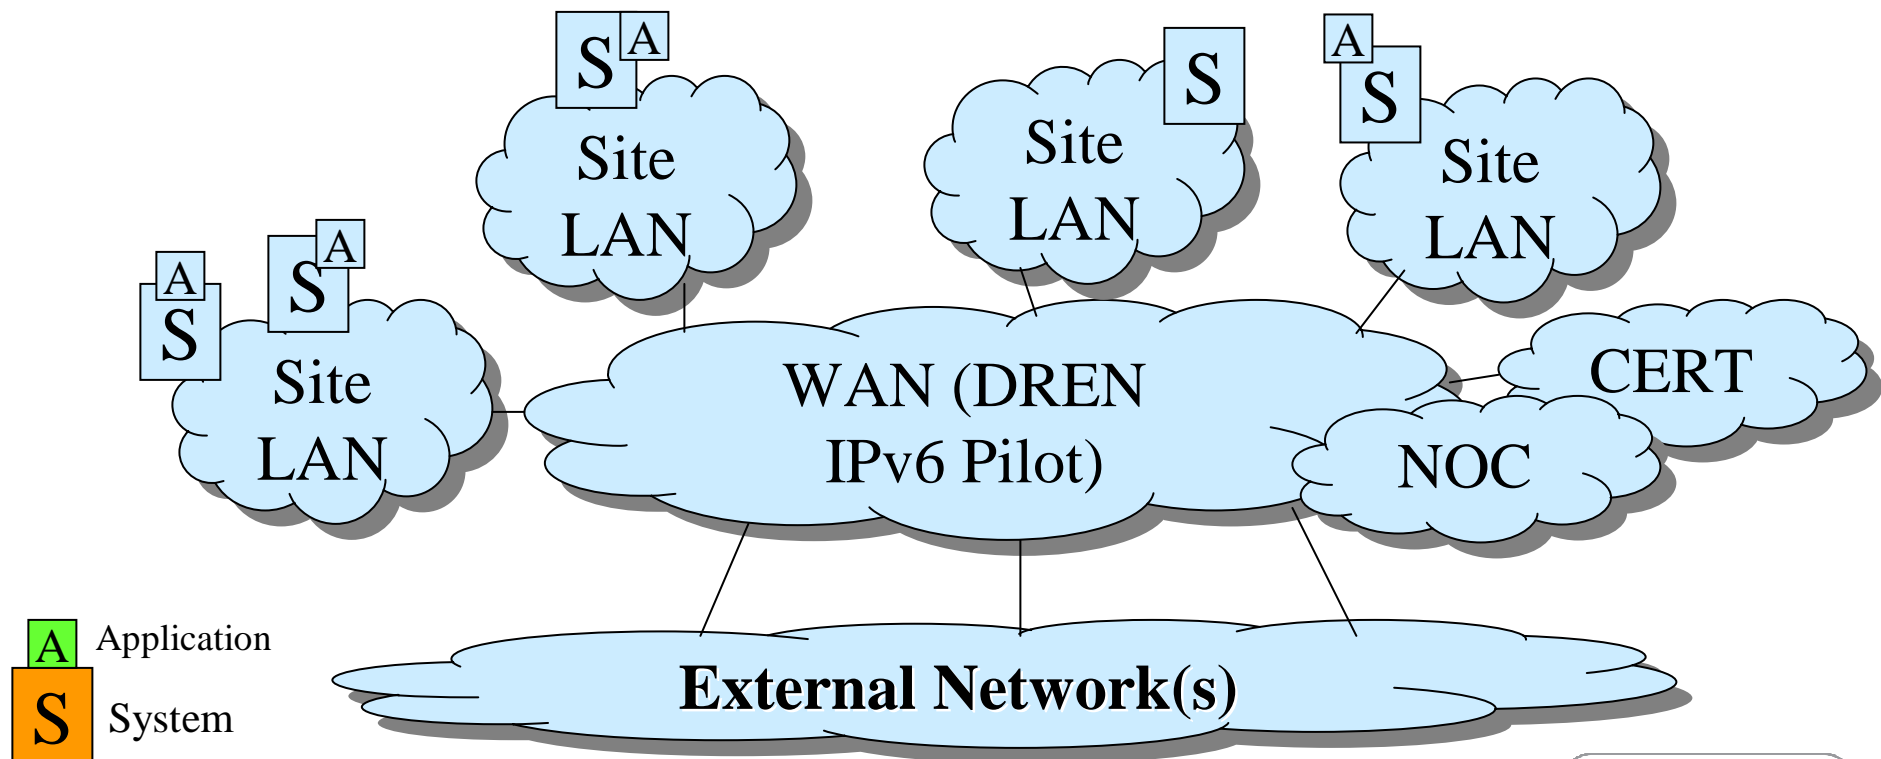 S A
Site
LAN
S
Site
LAN
A
S
Site
LAN
A
S
S A
Site
LAN
WAN (DREN
IPv6 Pilot)
CERT
NOC
External Network(s)
A Application
S System